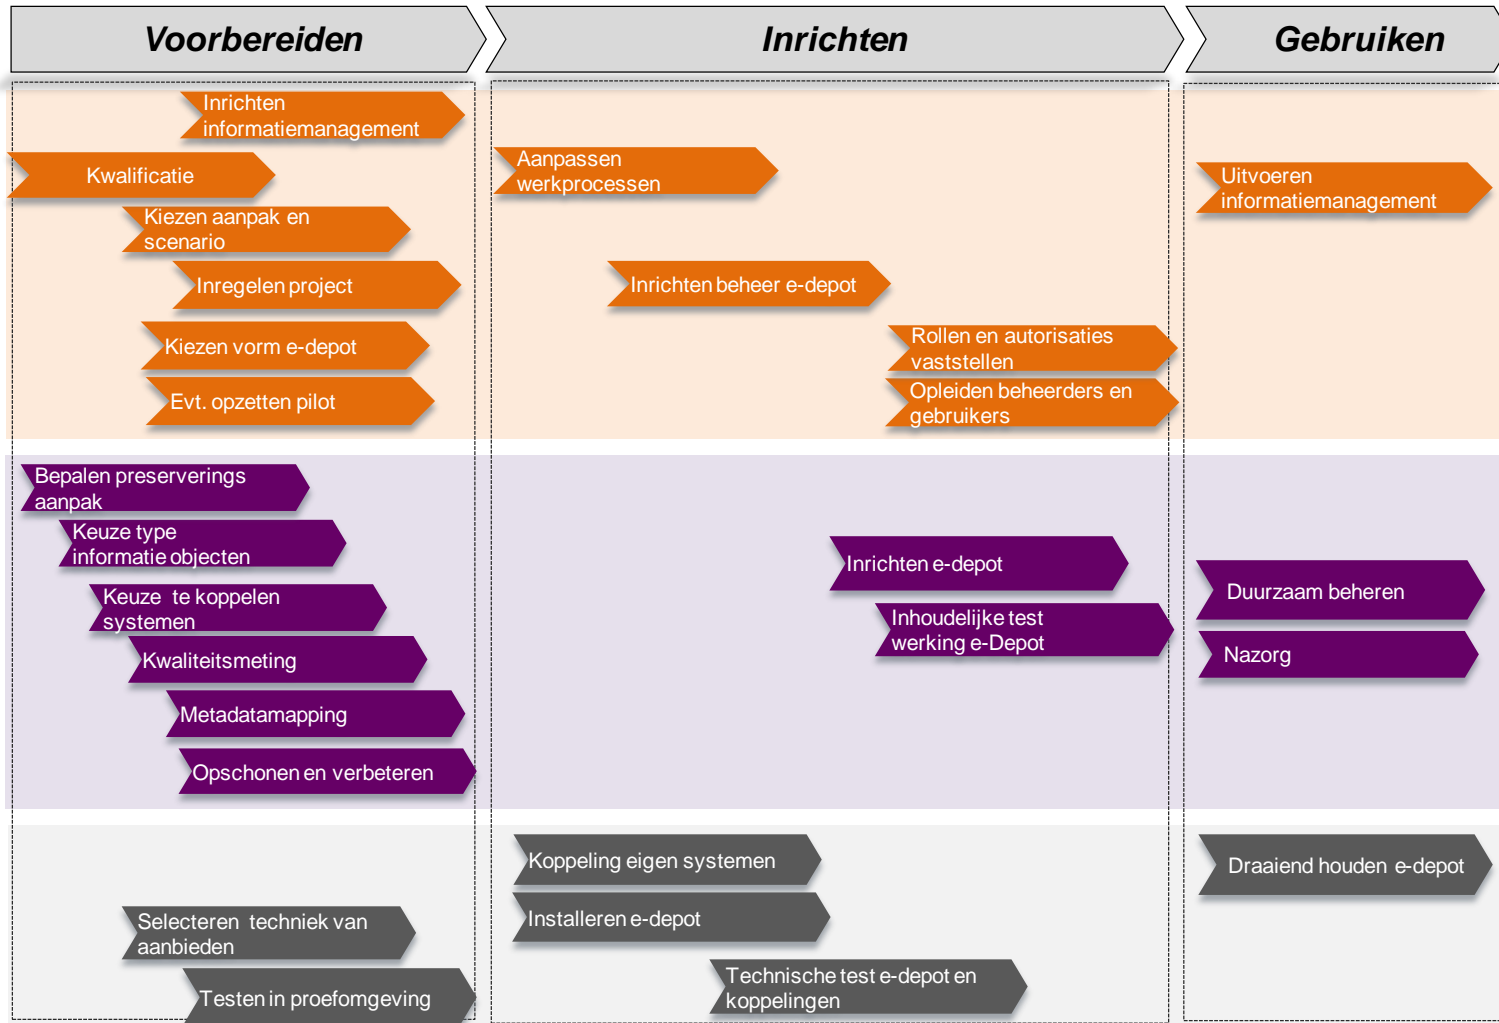 Voorbereiden
Inrichten
Gebruiken
Inrichten
informatiemanagement
Kwalificatie
Kiezen aanpak en
scenario
Inregelen project
Kiezen vorm e-depot
Evt. opzetten pilot
Aanpassen
werkprocessen
Inrichten beheer e-depot
Rollen en autorisaties
vaststellen
Opleiden beheerders en
gebruikers
Uitvoeren
informatiemanagement
Bepalen preserverings
aanpak
Keuze type
informatie objecten
Keuze te koppelen
systemen
Kwaliteitsmeting
Metadatamapping
Opschonen en verbeteren
Inrichten e-depot
Inhoudelijke test
werking e-Depot
Duurzaam beheren
Nazorg
Selecteren techniek van
aanbieden
Testen in proefomgeving
Koppeling eigen systemen
Installeren e-depot
Technische test e-depot en
koppelingen
Draaiend houden e-depot